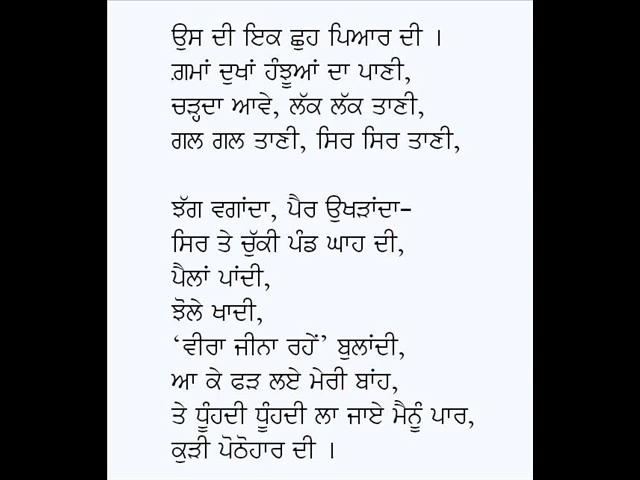 ਉਸ ਦੀ ਇਕ ਛੁਹ ਪਿਆਰ ਦੀ ।
ਗ਼ਮਾਂ ਦੁਖਾਂ ਹੰਝੂਆਂ ਦਾ ਪਾਣੀ,
ਚੜ੍ਹਦਾ ਆਵੇ, ਲੱਕ ਲੱਕ ਤਾਣੀ,
ਗਲ ਗਲ ਤਾਣੀ, ਸਿਰ ਸਿਰ ਤਾਣੀ,
ਝੱਗ ਵਗਾਂਦਾ, ਪੈਰ ਉਖੜਾਂਦਾ-
ਸਿਰ ਤੇ ਚੁੱਕੀ ਪੰਡ ਘਾਹ ਦੀ,
ਪੈਲਾਂ ਪਾਂਦੀ,
ਝੋਲੇ ਖਾਦੀ,
‘ਵੀਰਾ ਜੀਨਾ ਰਹੇਂ’ ਬੁਲਾਂਦੀ,
ਆ ਕੇ ਫੜ ਲਏ ਮੇਰੀ ਬਾਂਹ,
ਤੇ ਧੂੰਹਦੀ ਧੂੰਹਦੀ ਲਾ ਜਾਏ ਮੈਨੂੰ ਪਾਰ,
ਕੁੜੀ ਪੋਠੋਹਾਰ ਦੀ ।